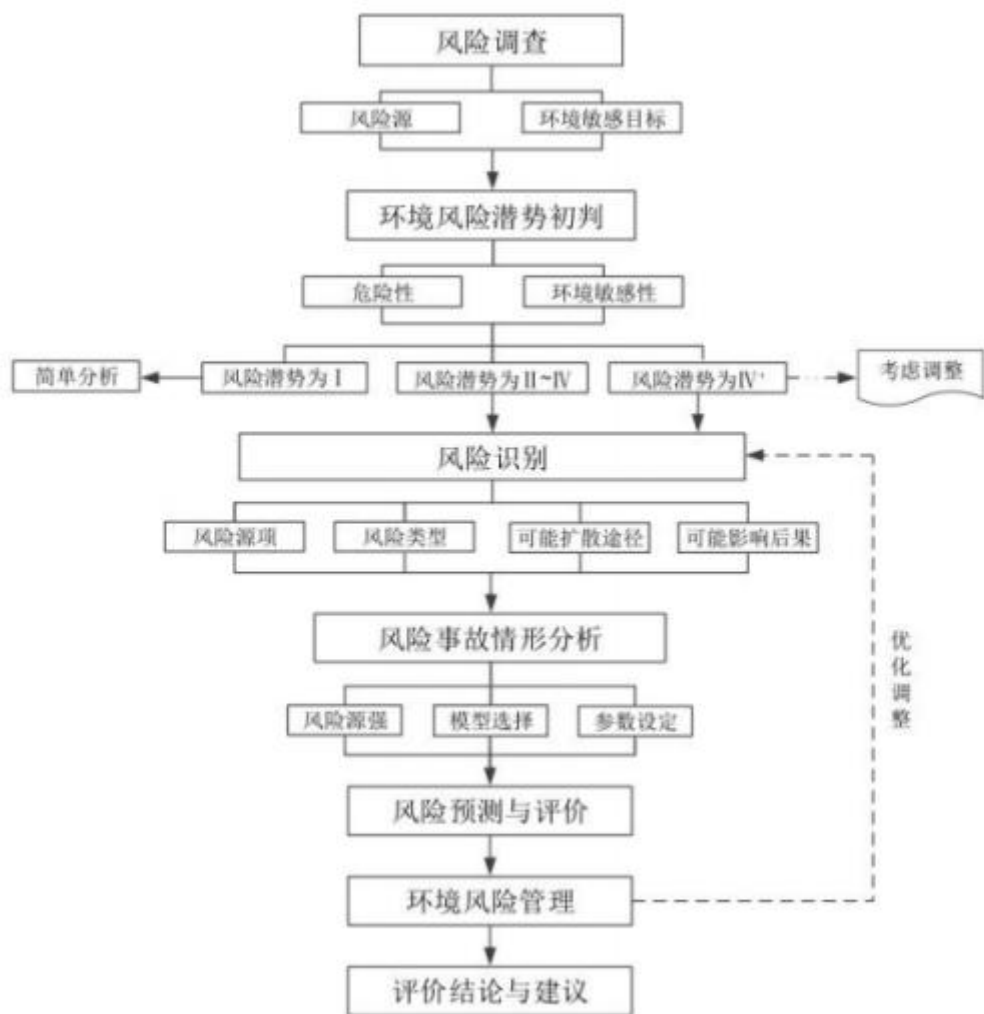 风险调查
风险源
环境敏感目标
环境风险潜势初判
危险性
环境敏感性
简单分析
风险潜势为Ⅰ
风险潜势为Ⅱ~Ⅳ
风险潜势为Ⅳ⁺
考虑调整
风险识别
风险源项
风险类型
可能扩散途径
可能影响后果
风险事故情形分析
优化调整
风险源强
模型选择
参数设定
风险预测与评价
环境风险管理
评价结论与建议